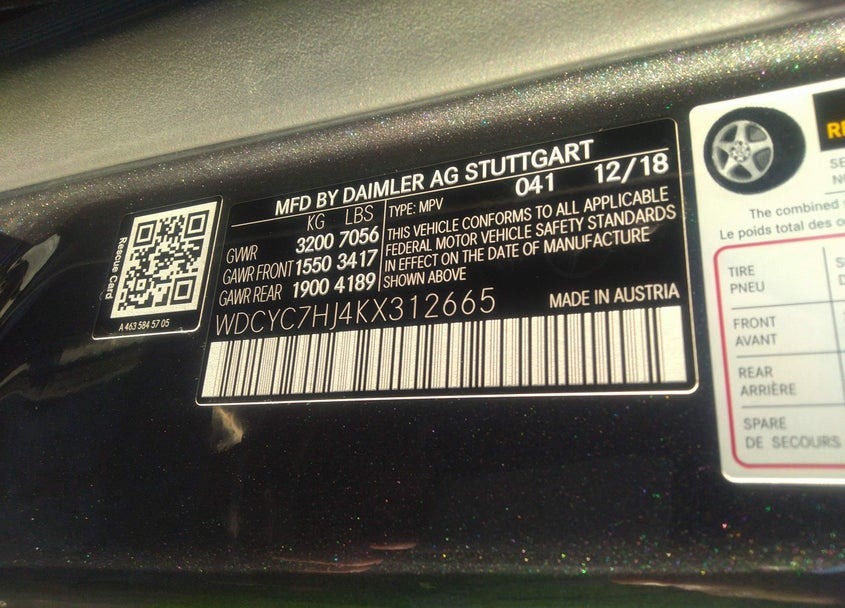 Rescue Card
A 463 584 57 05
MFD BY DAIMLER AG STUTTGART
KG LBS
GVWR 3200 7056
GAWR FRONT 1550 3417
GAWR REAR 1900 4189
TYPE: MPV 041 12/18
THIS VEHICLE CONFORMS TO ALL APPLICABLE
FEDERAL MOTOR VEHICLE SAFETY STANDARDS
IN EFFECT ON THE DATE OF MANUFACTURE
SHOWN ABOVE
WDCYC7HJ4KX312665 MADE IN AUSTRIA
The combined
Le poids total des
TIRE
PNEU
FRONT
AVANT
REAR
ARRIÈRE
SPARE
DE SECOURS